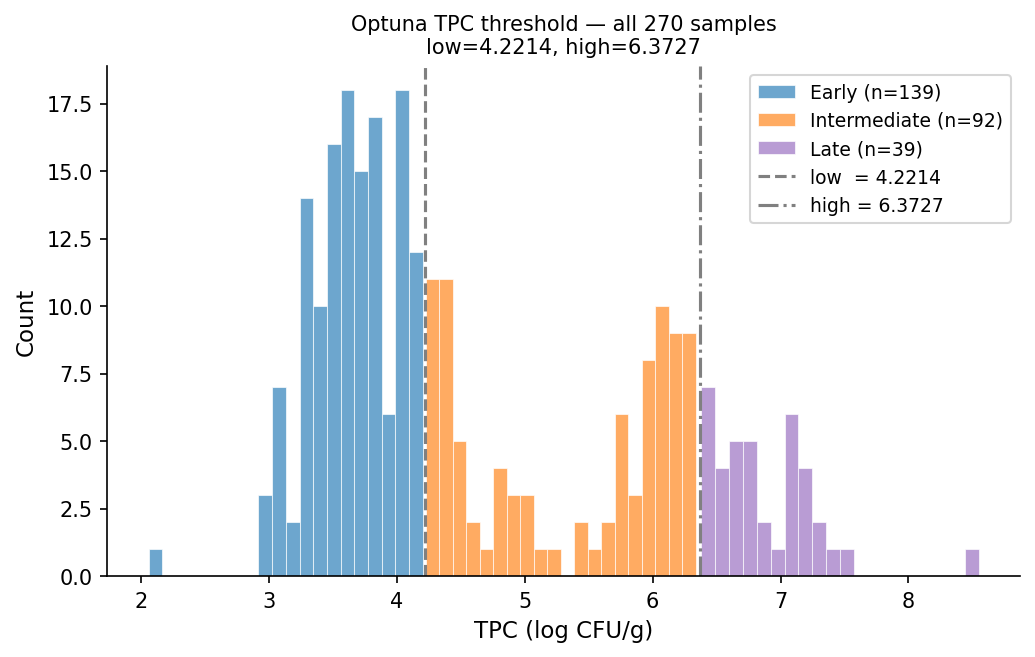 Optuna TPC threshold — all 270 samples
low=4.2214, high=6.3727
Early (n=139)
Intermediate (n=92)
Late (n=39)
low  = 4.2214
high = 6.3727
Count
17.5
15.0
12.5
10.0
7.5
5.0
2.5
0.0
2 3 4 5 6 7 8
TPC (log CFU/g)